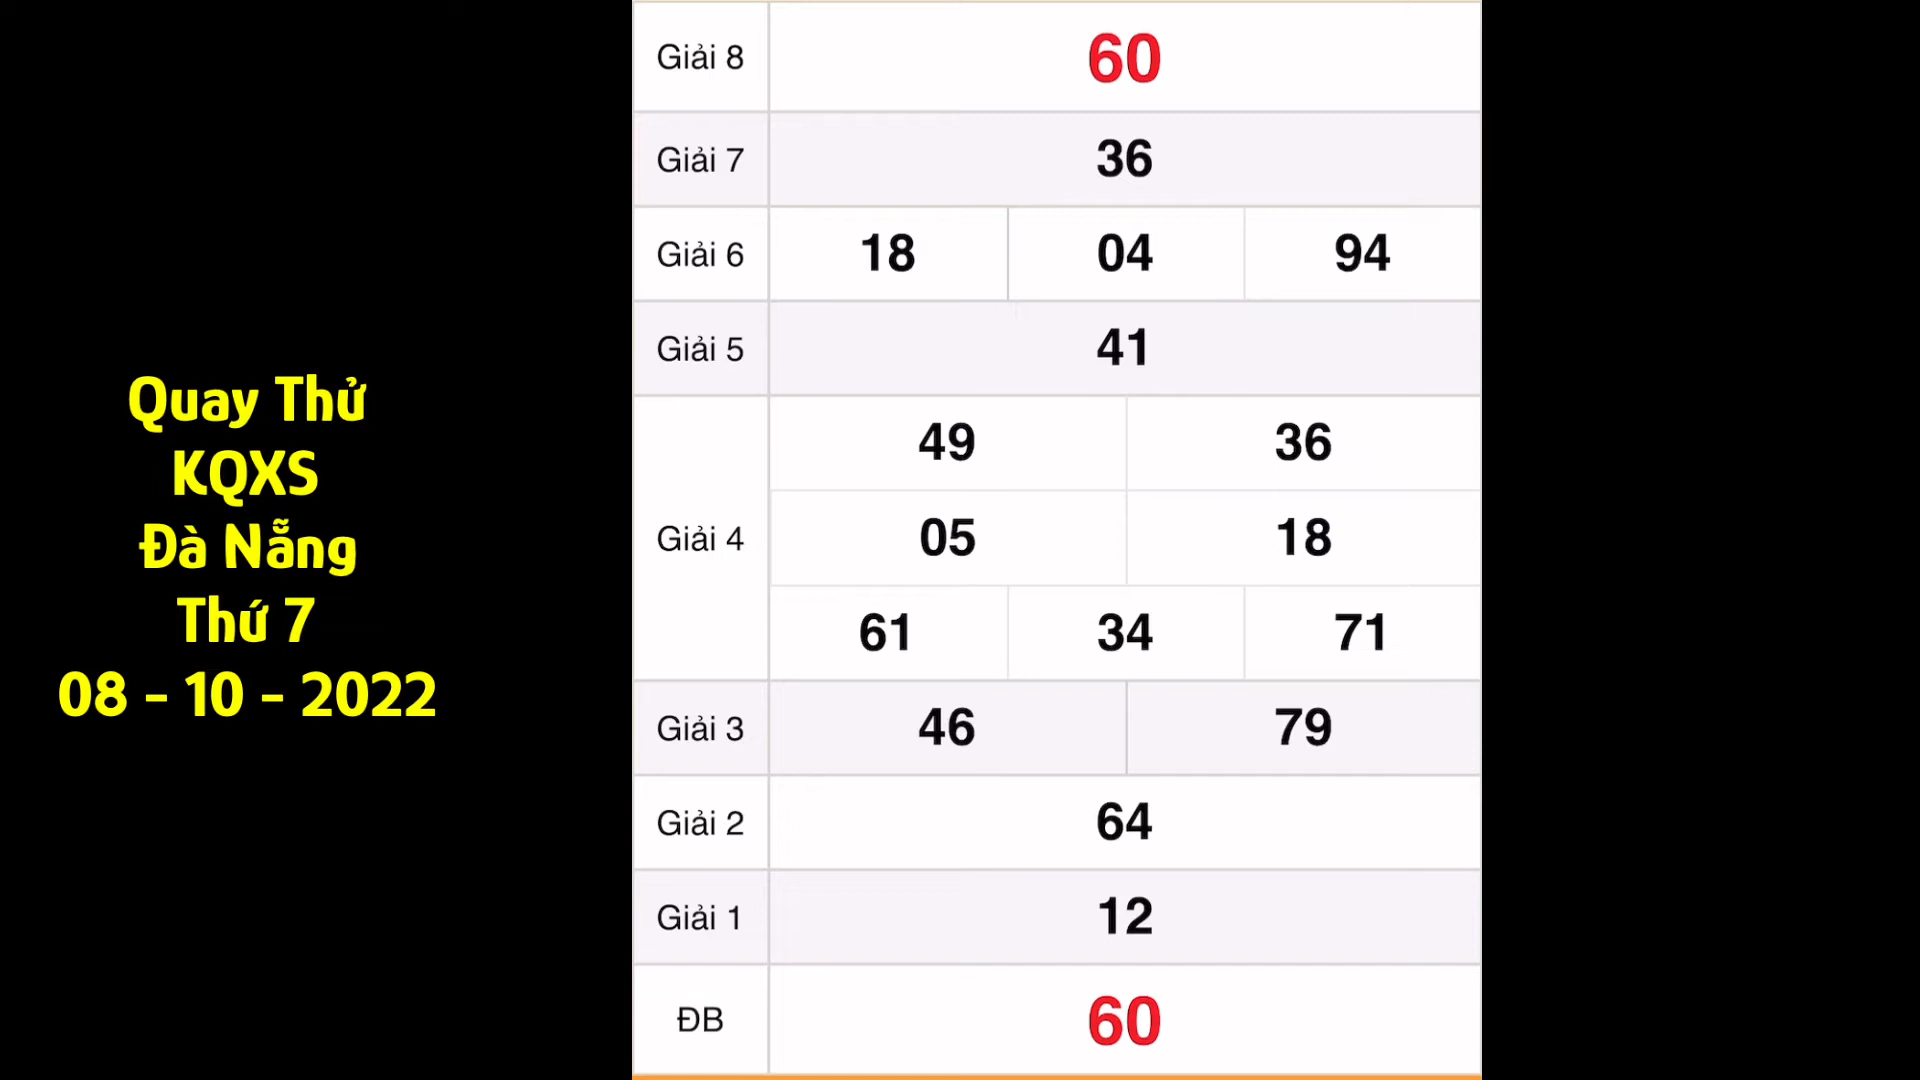 Quay Thử
KQXS
Đà Nẵng
Thứ 7
08 - 10 - 2022
Giải 8 60
Giải 7 36
Giải 6 18 04 94
Giải 5 41
Giải 4
49 36
05 18
61 34 71
Giải 3 46 79
Giải 2 64
Giải 1 12
ĐB 60